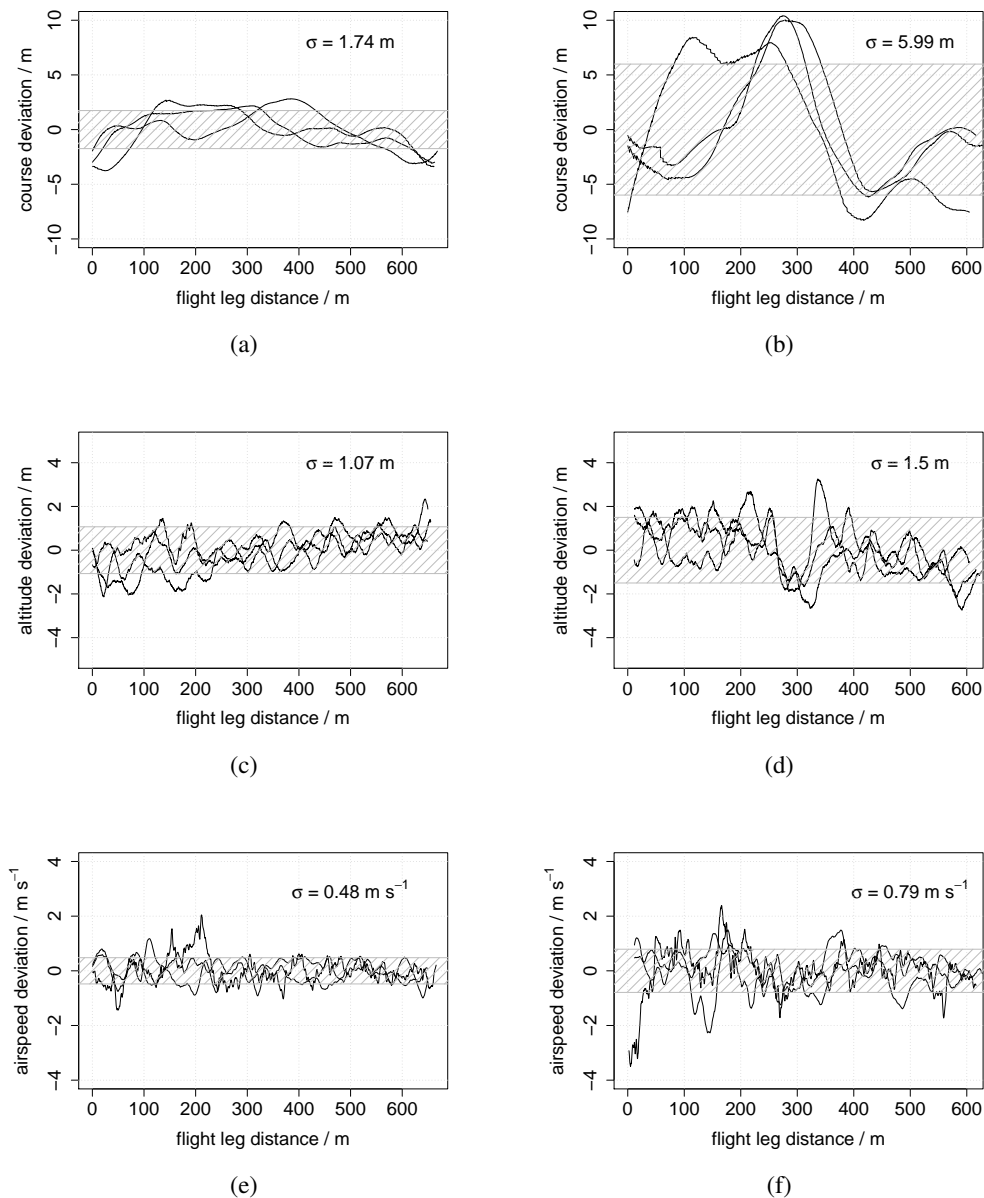 σ = 1.74 m
course deviation / m
10
5
0
−5
−10
0 100 200 300 400 500 600
flight leg distance / m
(a)
σ = 5.99 m
course deviation / m
10
5
0
−5
−10
0 100 200 300 400 500 600
flight leg distance / m
(b)
σ = 1.07 m
altitude deviation / m
4
2
0
−2
−4
0 100 200 300 400 500 600
flight leg distance / m
(c)
σ = 1.5 m
altitude deviation / m
4
2
0
−2
−4
0 100 200 300 400 500 600
flight leg distance / m
(d)
σ = 0.48 m s⁻¹
airspeed deviation / m s⁻¹
4
2
0
−2
−4
0 100 200 300 400 500 600
flight leg distance / m
(e)
σ = 0.79 m s⁻¹
airspeed deviation / m s⁻¹
4
2
0
−2
−4
0 100 200 300 400 500 600
flight leg distance / m
(f)